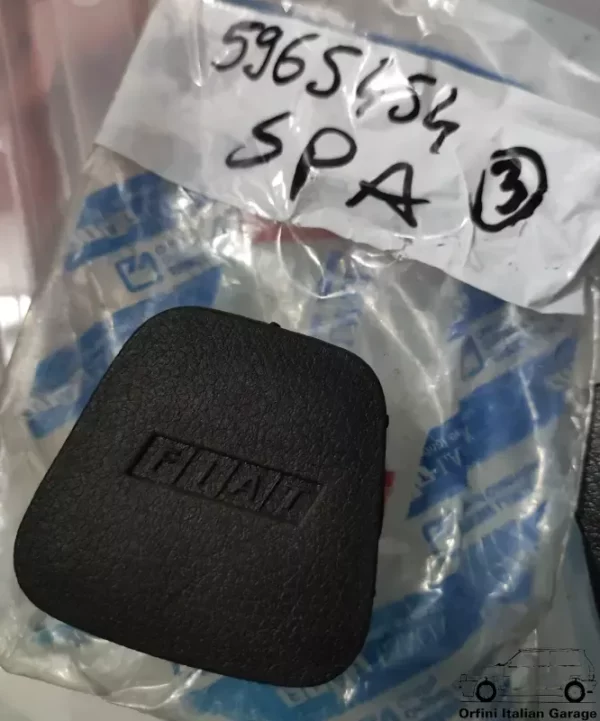 5965454
SPA
3
FIAT
Orfini Italian Garage